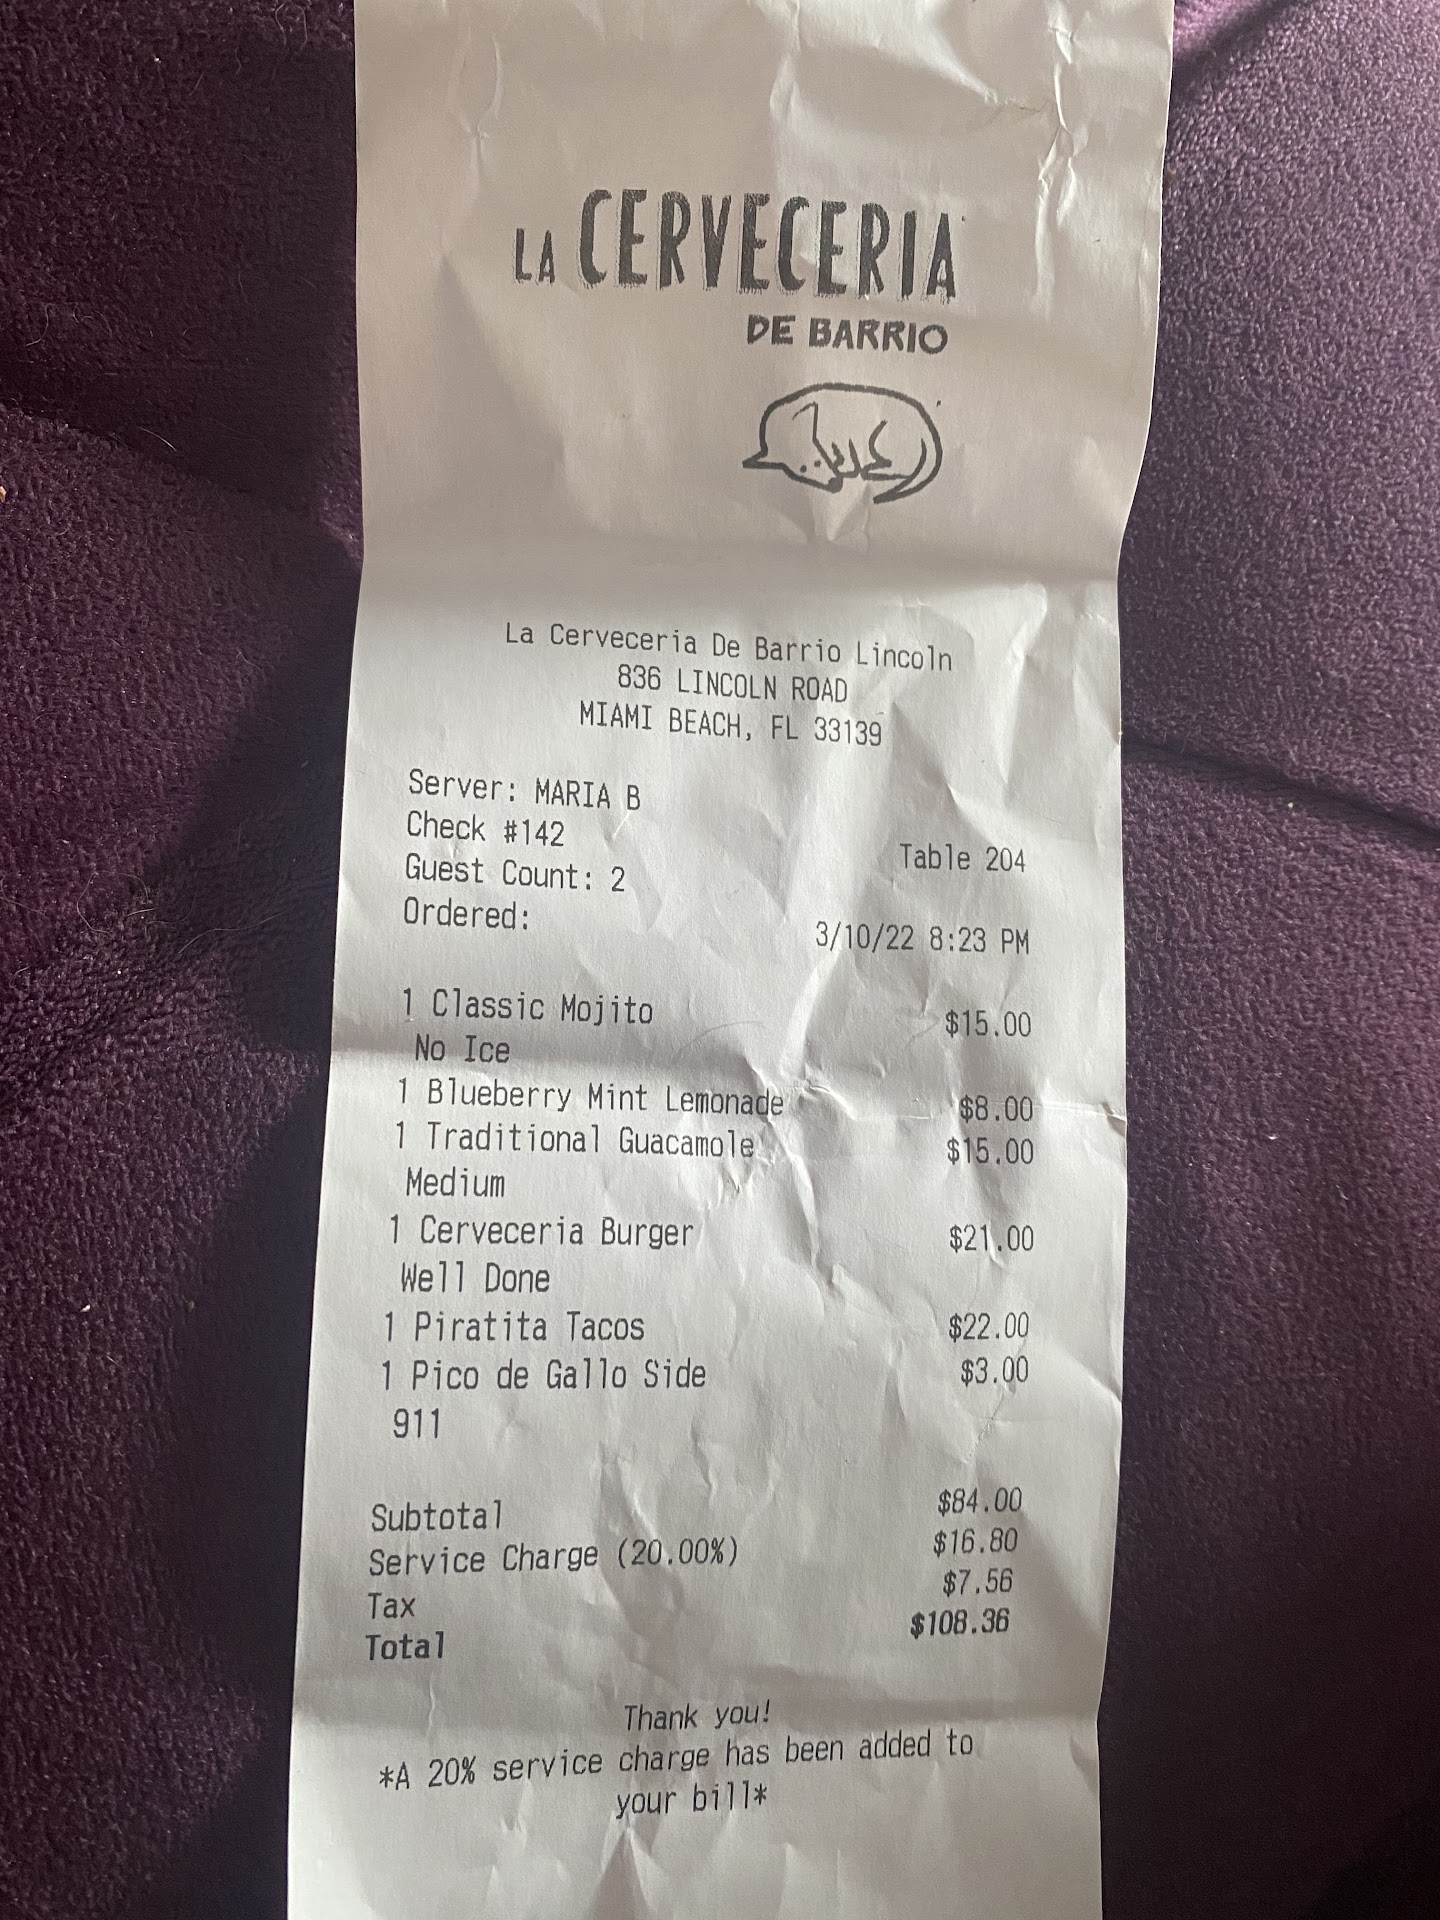 LA CERVECERIA
DE BARRIO
La Cerveceria De Barrio Lincoln
836 LINCOLN ROAD
MIAMI BEACH, FL 33139
Server: MARIA B
Check #142
Table 204
Guest Count: 2
Ordered:
3/10/22 8:23 PM
1 Classic Mojito $15.00
No Ice
1 Blueberry Mint Lemonade $8.00
1 Traditional Guacamole $15.00
Medium
1 Cerveceria Burger $21.00
Well Done
1 Piratita Tacos $22.00
1 Pico de Gallo Side $3.00
911
Subtotal $84.00
Service Charge (20.00%) $16.80
Tax $7.56
Total $108.36
Thank you!
*A 20% service charge has been added to
your bill*